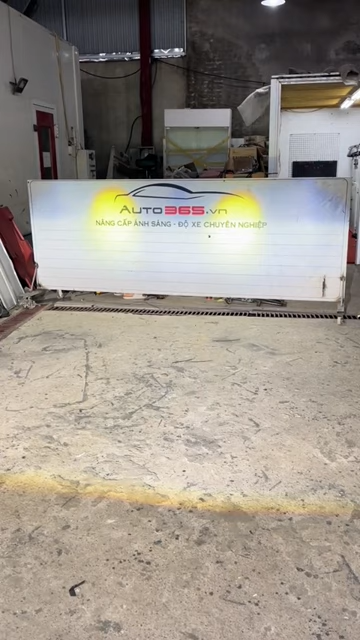 AUTO365.vn
NÂNG CẤP ÁNH SÁNG - ĐỘ XE CHUYÊN NGHIỆP